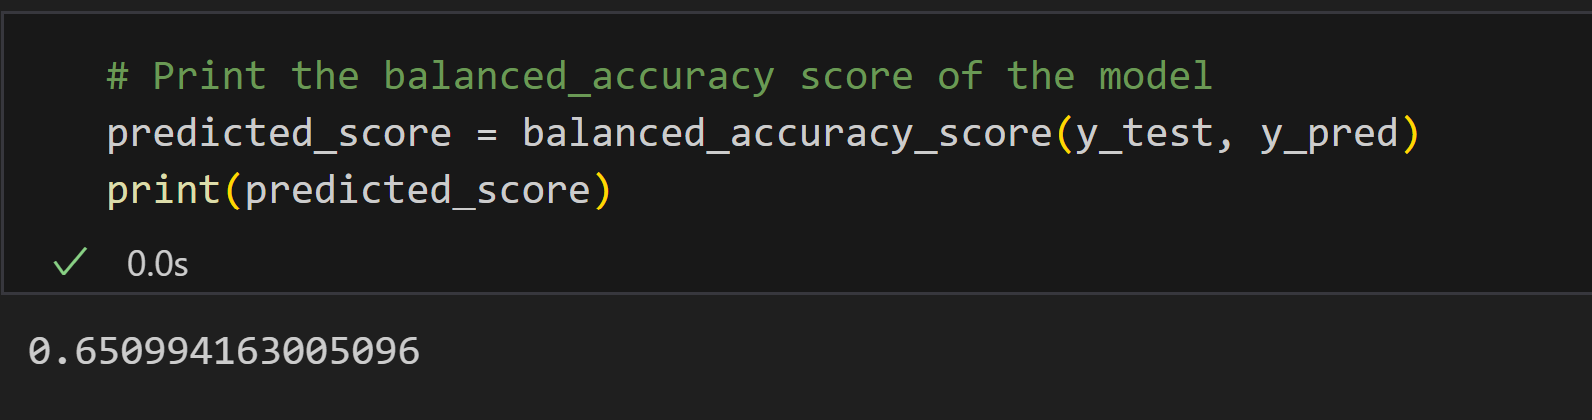 # Print the balanced_accuracy score of the model
predicted_score = balanced_accuracy_score(y_test, y_pred)
print(predicted_score)
0.0s
0.650994163005096